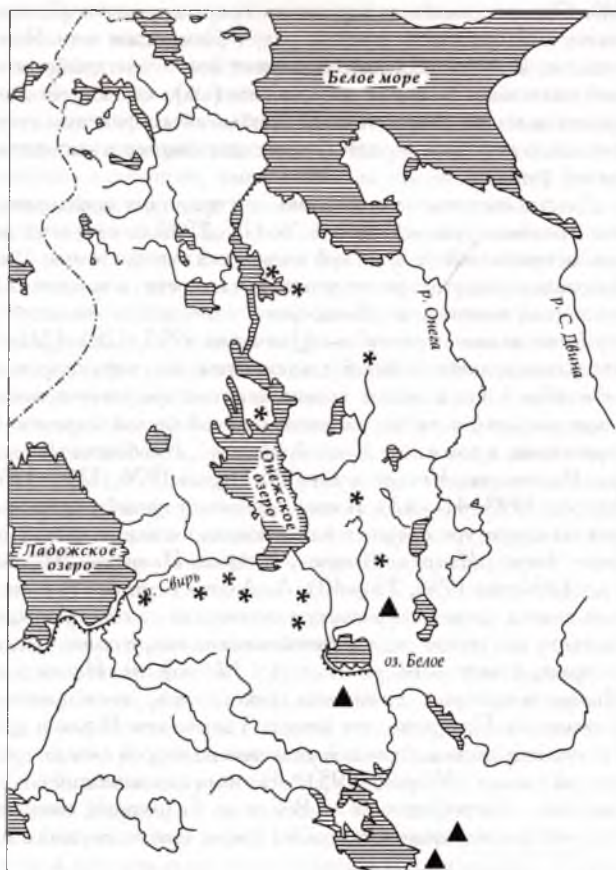 Белое море
р. Онега
р. С. Двина
Онежское
озеро
Ладожское
озеро
р. Свирь
оз. Белое